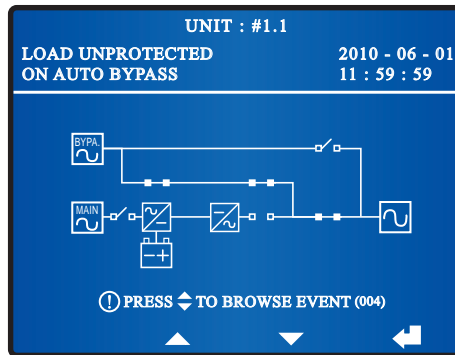 UNIT : #1.1
LOAD UNPROTECTED 2010 - 06 - 01
ON AUTO BYPASS 11 : 59 : 59
BYPA.
MAIN
PRESS TO BROWSE EVENT (004)